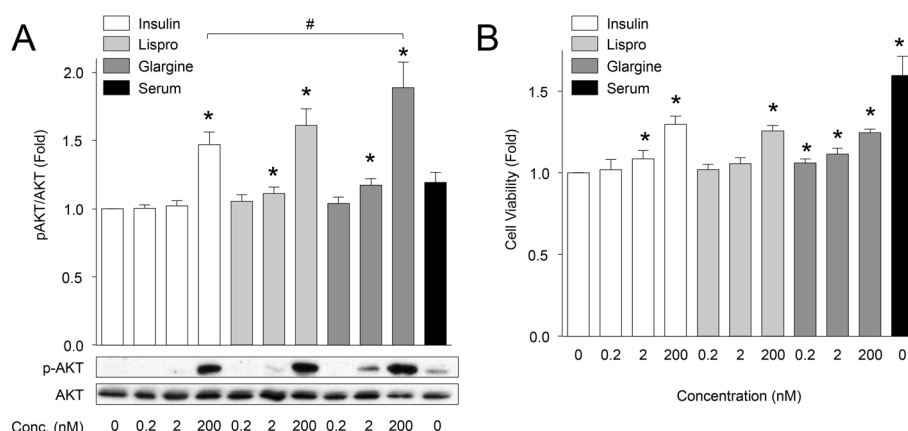 A
Insulin
Lispro
Glargine
Serum
#
2.0
1.5
1.0
0.5
0.0
pAKT/AKT (Fold)
* * * * *
p-AKT
AKT
Conc. (nM) 0 0.2 2 200 0.2 2 200 0.2 2 200 0
B
Insulin
Lispro
Glargine
Serum
1.5
1.0
0.5
0.0
Cell Viability (Fold)
* * * * * * *
0 0.2 2 200 0.2 2 200 0.2 2 200 0
Concentration (nM)